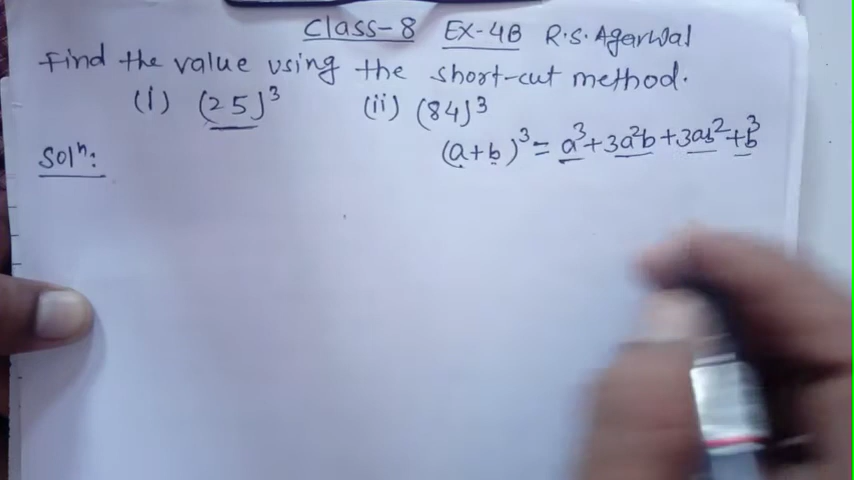 Class-8 EX-4B R.S.Agarwal
Find the value using the short-cut method.
(i) (25)³ (ii) (84)³
(a+b)³ = a³+3a²b+3ab²+b³
Solⁿ: